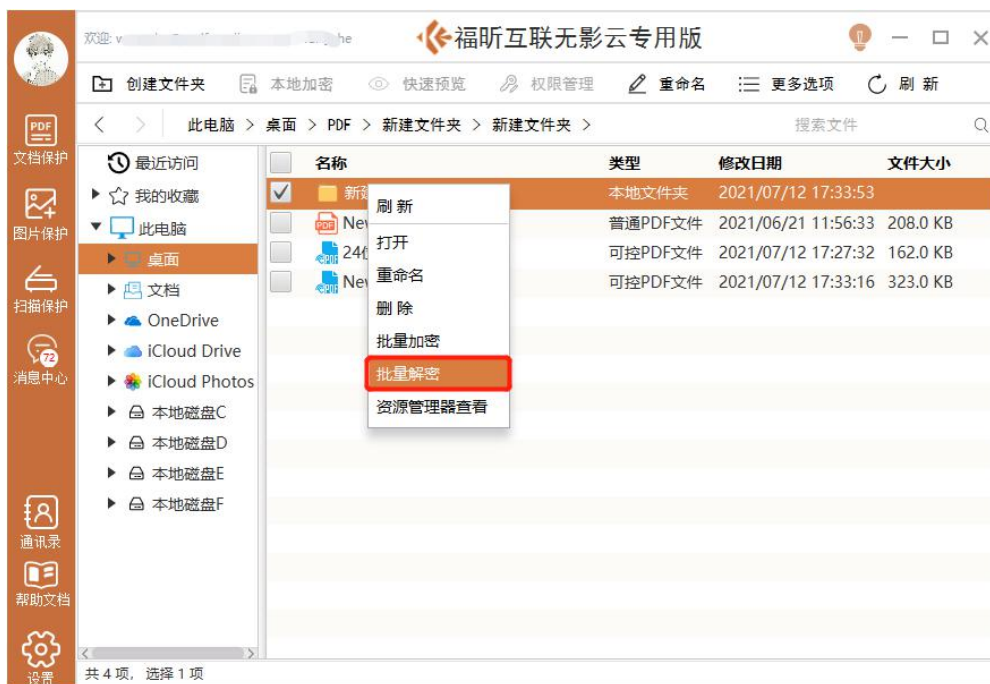 欢迎: v he 福昕互联无影云专用版
创建文件夹 本地加密 快速预览 权限管理 重命名 更多选项 刷 新
此电脑 > 桌面 > PDF > 新建文件夹 > 新建文件夹 > 搜索文件
PDF
文档保护
图片保护
扫描保护
72
消息中心
通讯录
帮助文档
设置
最近访问
我的收藏
此电脑
桌面
文档
OneDrive
iCloud Drive
iCloud Photos
本地磁盘C
本地磁盘D
本地磁盘E
本地磁盘F
名称 类型 修改日期 文件大小
新建 本地文件夹 2021/07/12 17:33:53
PDF New 普通PDF文件 2021/06/21 11:56:33 208.0 KB
24位 可控PDF文件 2021/07/12 17:27:32 162.0 KB
New 可控PDF文件 2021/07/12 17:33:16 323.0 KB
刷 新
打开
重命名
删 除
批量加密
批量解密
资源管理器查看
共 4 项, 选择 1 项